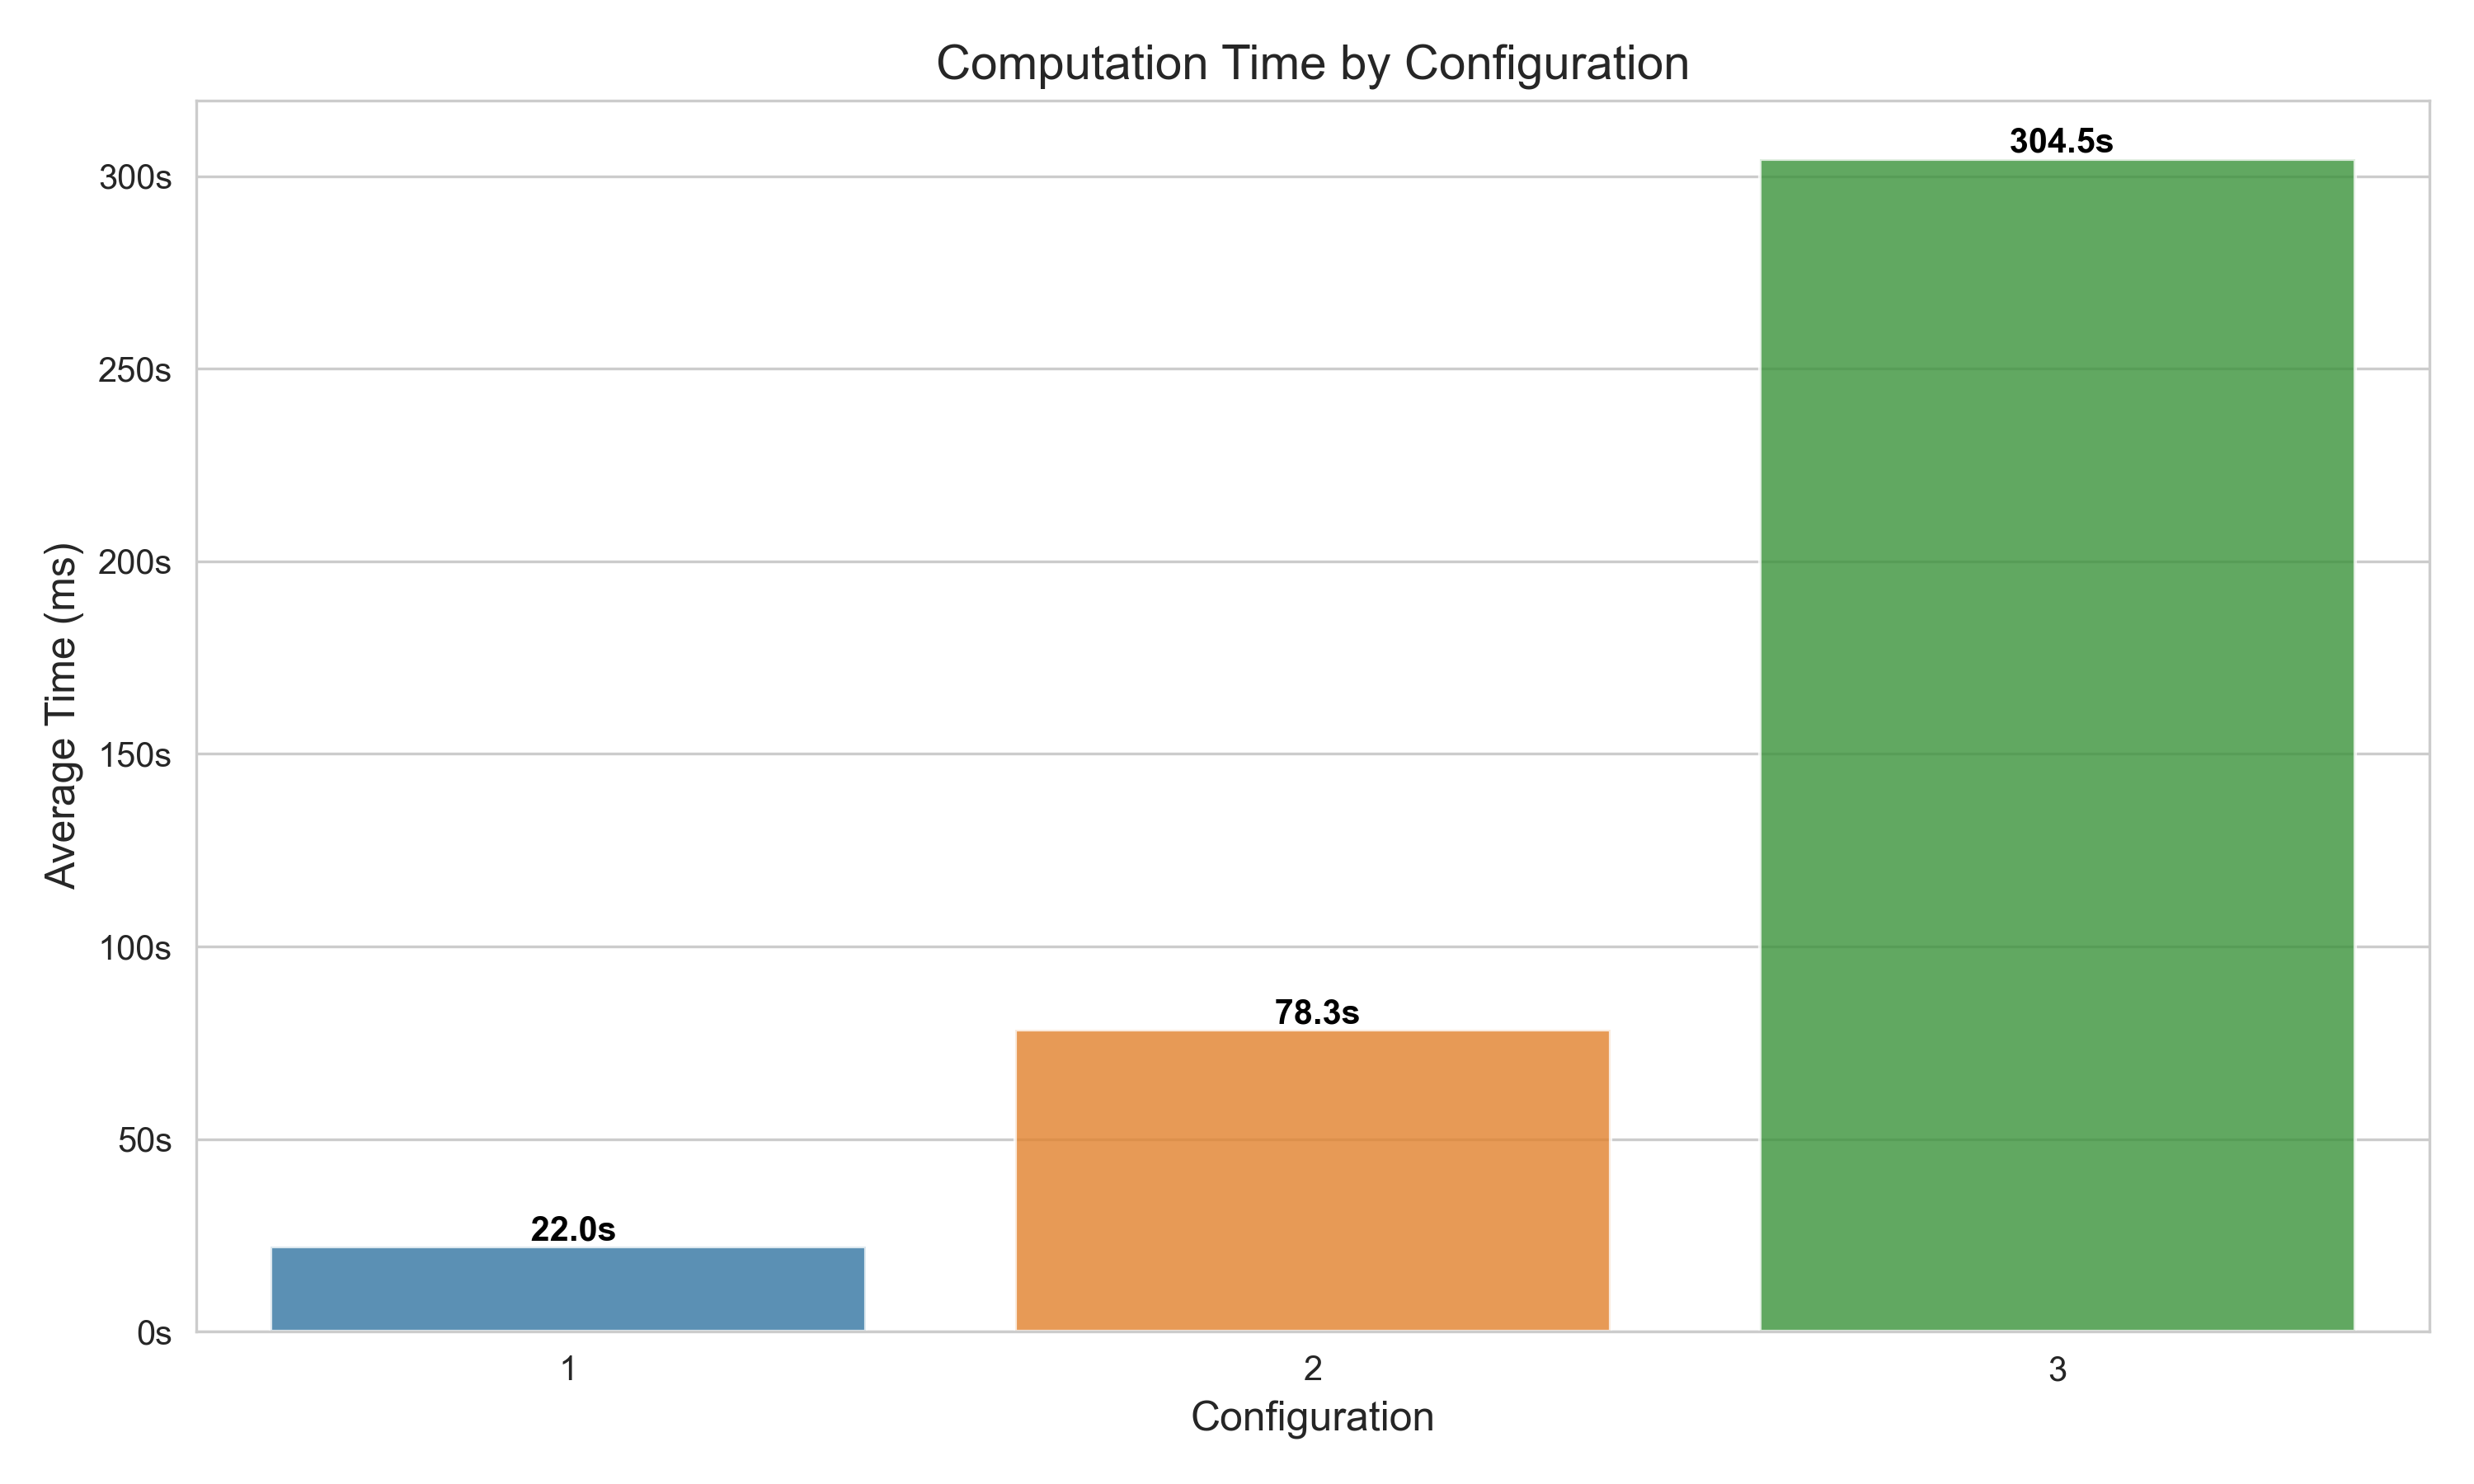 Computation Time by Configuration
Average Time (ms)
300s
250s
200s
150s
100s
50s
0s
304.5s
78.3s
22.0s
1
2
3
Configuration